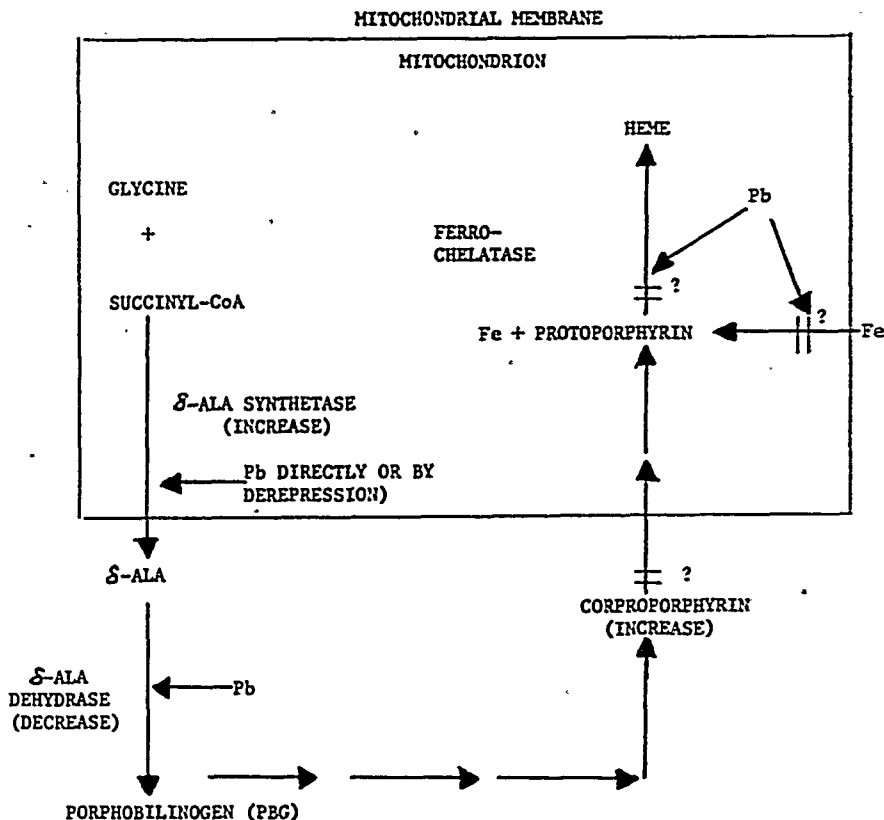 MITOCHONDRIAL MEMBRANE
MITOCHONDRION
HEME
GLYCINE
Pb
+
FERRO-
CHELATASE
SUCCINYL-CoA
?
?
Fe + PROTOPORPHYRIN
Fe
δ-ALA SYNTHETASE
(INCREASE)
Pb DIRECTLY OR BY
DEREPRESSION)
δ-ALA
?
CORPROPORPHYRIN
(INCREASE)
δ-ALA
DEHYDRASE
(DECREASE)
Pb
PORPHOBILINOGEN (PBG)